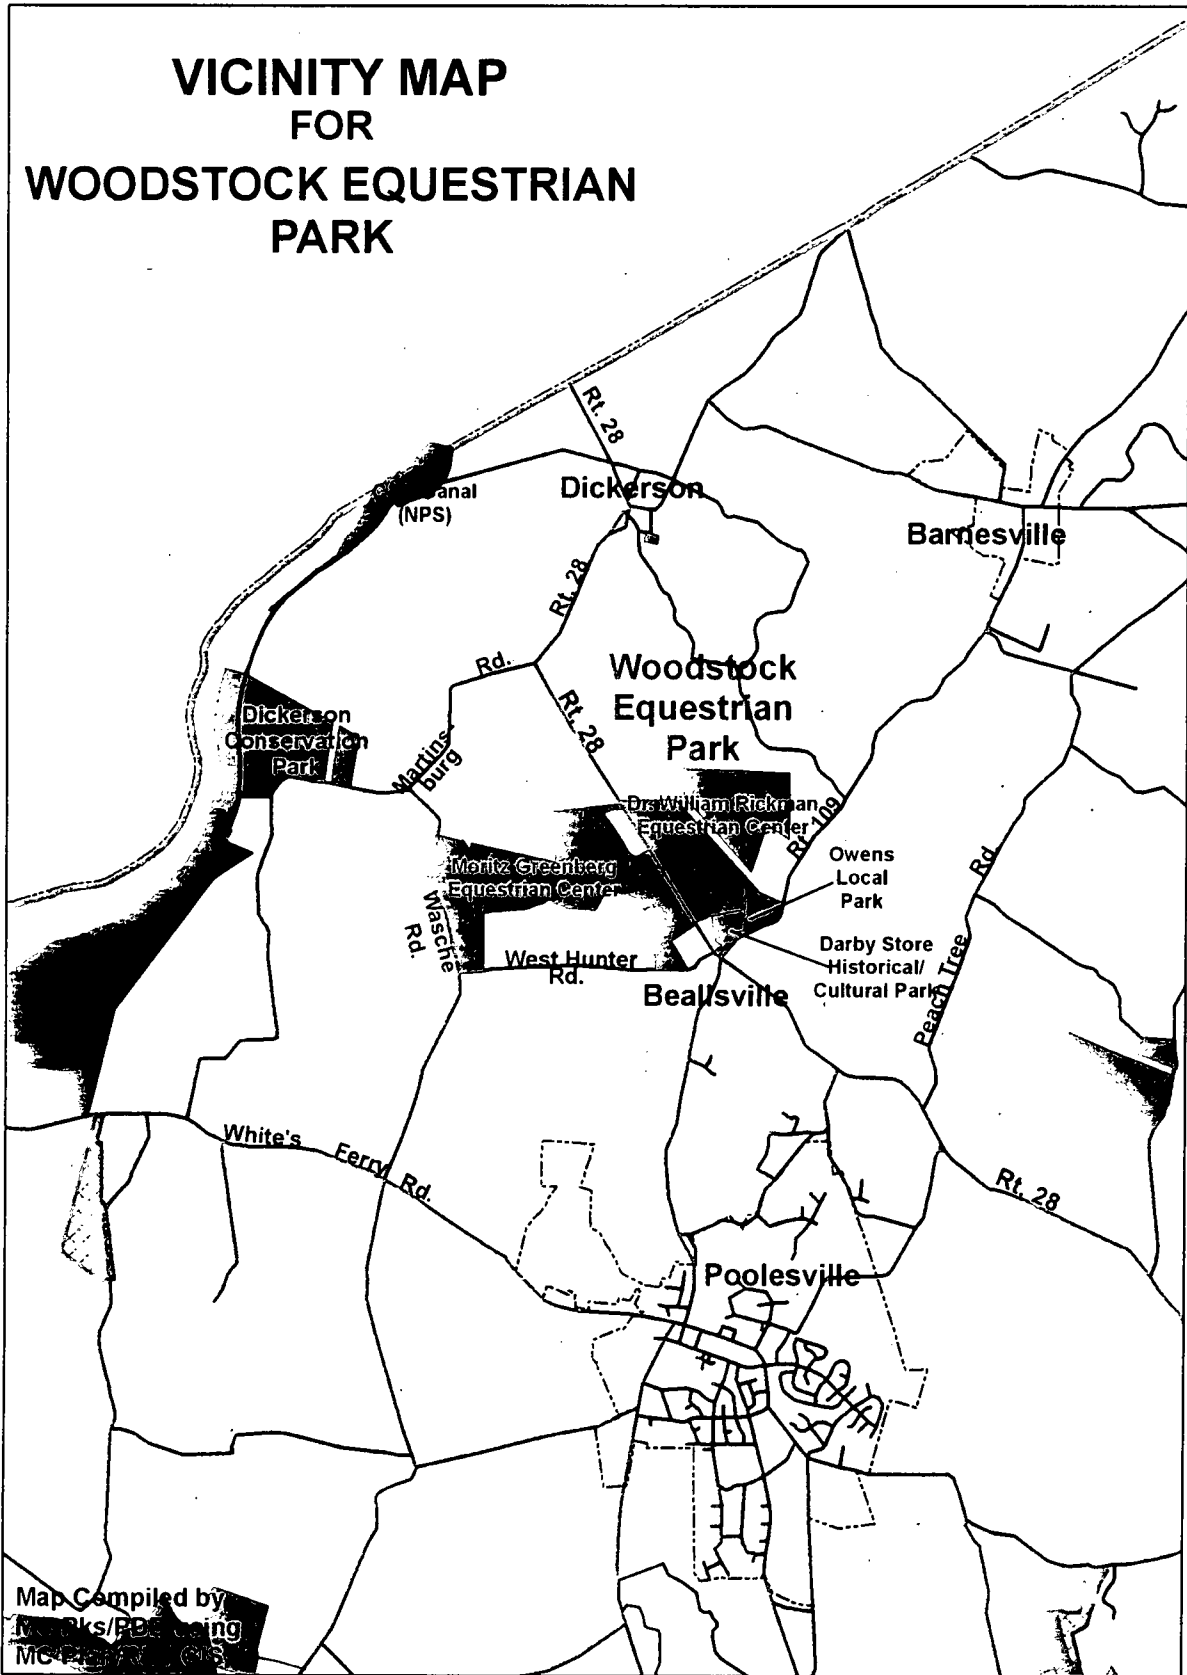 VICINITY MAP
FOR
WOODSTOCK EQUESTRIAN
PARK
Rt. 28
Canal
(NPS)
Dickerson
Barnesville
Rt. 28
Rd.
Martins-
burg
Rt. 28
Woodstock
Equestrian
Park
Dickerson
Conservation
Park
Dr. William Rickman
Equestrian Center
Rt. 109
Moritz Greenberg
Equestrian Center
Owens
Local
Park
Rd.
Peach Tree
Wasche
Rd.
West Hunter
Rd.
Darby Store
Historical/
Cultural Park
Beallsville
White's Ferry Rd.
Rt. 28
Poolesville
Map Compiled by